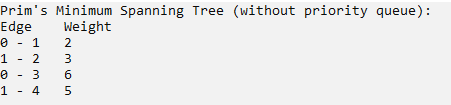 Prim's Minimum Spanning Tree (without priority queue):
Edge    Weight
0 - 1   2
1 - 2   3
0 - 3   6
1 - 4   5